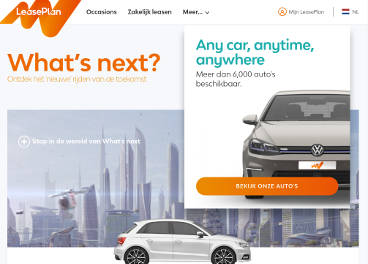 LeasePlan
Occasions Zakelijk leasen Meer... Mijn LeasePlan NL
What's next?
Ontdek het 'nieuwe' rijden van de toekomst
Stap in de wereld van What's next
Any car, anytime,
anywhere
Meer dan 6,000 auto's
beschikbaar.
BEKIJK ONZE AUTO'S